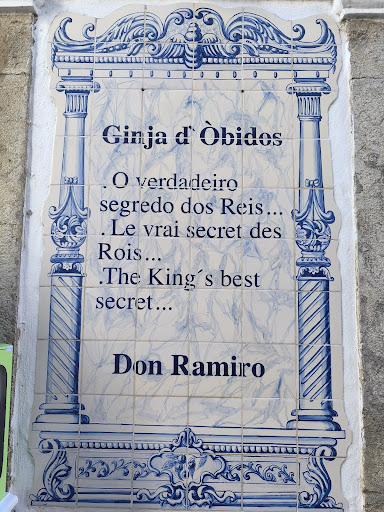 Ginja d`Òbidos
.O verdadeiro
segredo dos Reis...
.Le vrai secret des
Rois...
.The King´s best
secret...
Don Ramiro